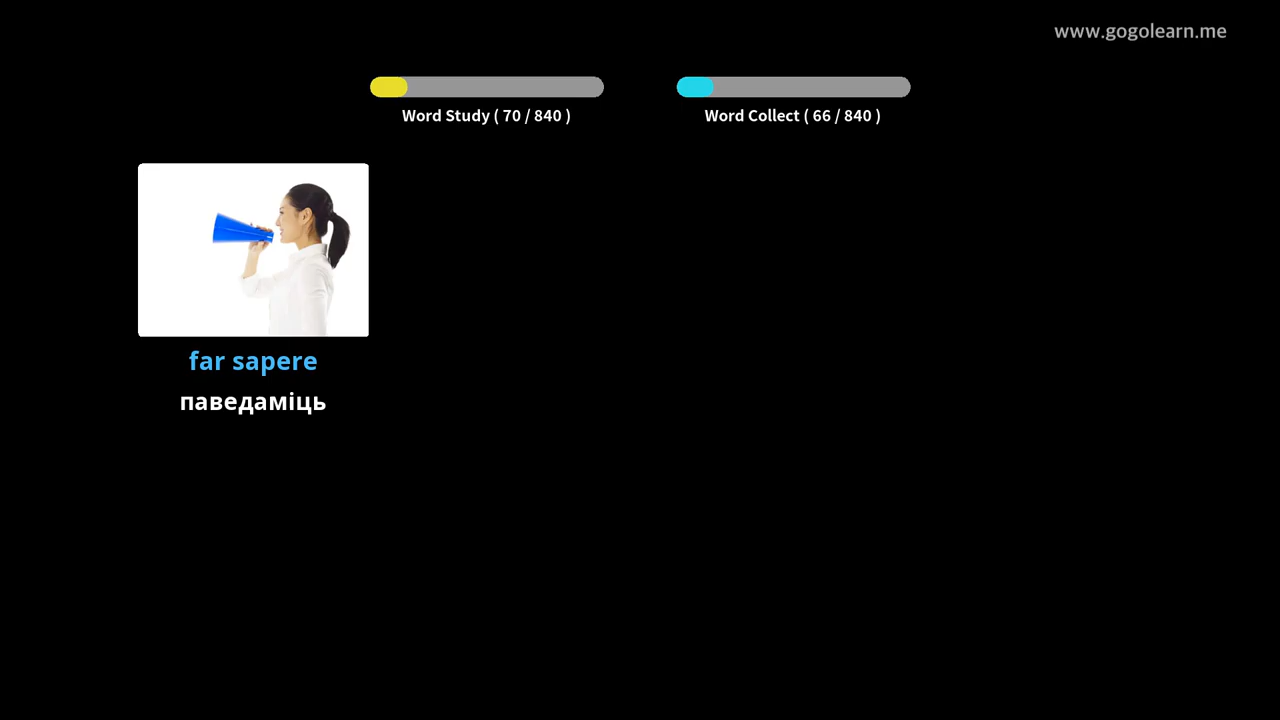 www.gogolearn.me
Word Study ( 70 / 840 )
Word Collect ( 66 / 840 )
far sapere
паведаміць